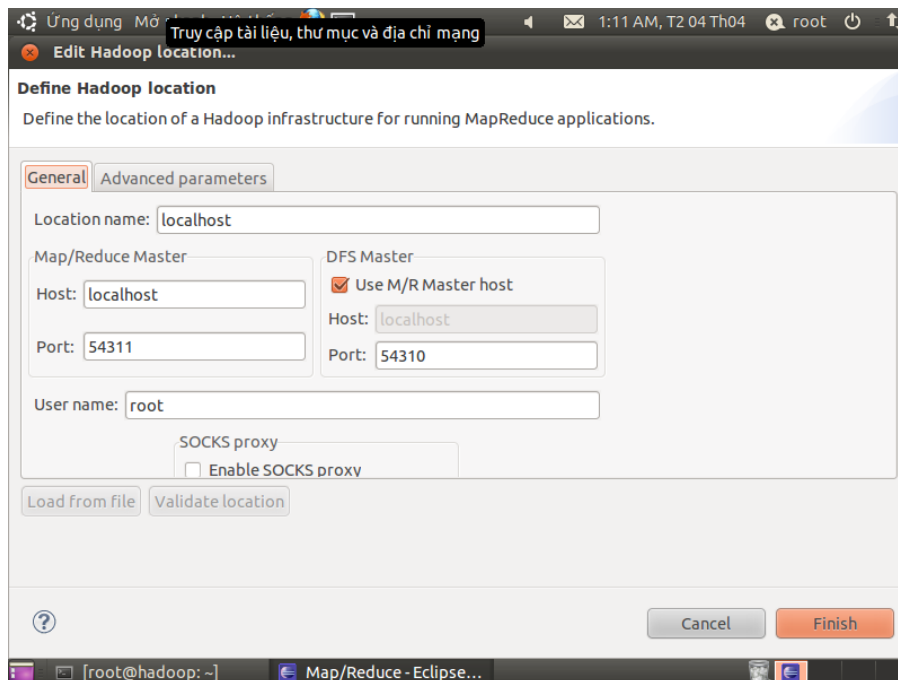 Ứng dụng Mở 1:11 AM, T2 04 Th04 root
Truy cập tài liệu, thư mục và địa chỉ mạng
Edit Hadoop location...
Define Hadoop location
Define the location of a Hadoop infrastructure for running MapReduce applications.
General Advanced parameters
Location name: localhost
Map/Reduce Master
Host: localhost
Port: 54311
DFS Master
Use M/R Master host
Host: localhost
Port: 54310
User name: root
SOCKS proxy
Enable SOCKS proxy
Load from file Validate location
Cancel Finish
[root@hadoop: ~] Map/Reduce - Eclipse...